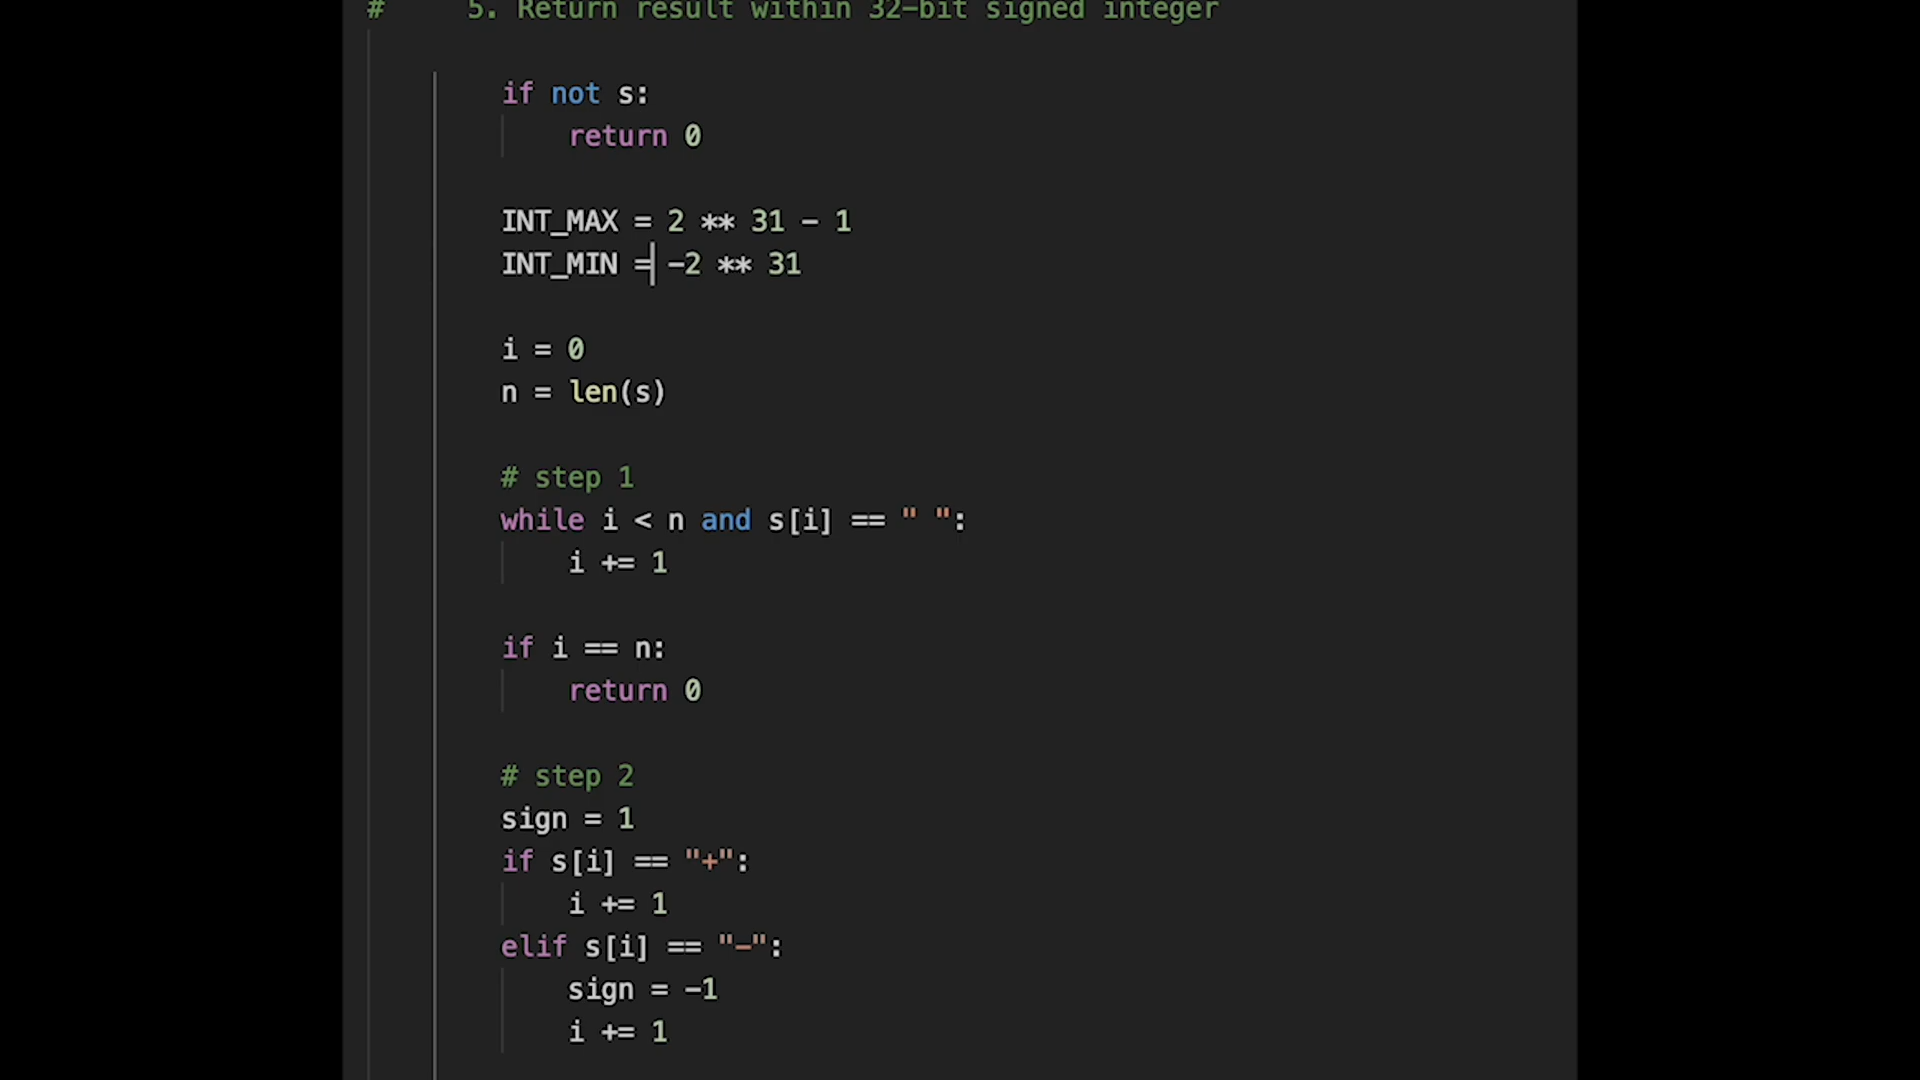 #     5. Return result within 32-bit signed integer
if not s:
    return 0
INT_MAX = 2 ** 31 - 1
INT_MIN = -2 ** 31
i = 0
n = len(s)
# step 1
while i < n and s[i] == " ":
    i += 1
if i == n:
    return 0
# step 2
sign = 1
if s[i] == "+":
    i += 1
elif s[i] == "-":
    sign = -1
    i += 1